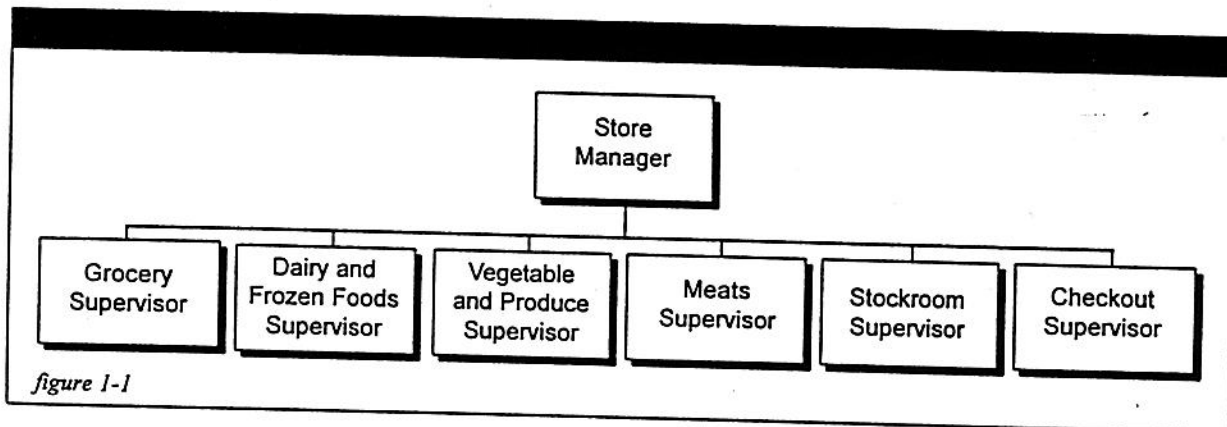 Store
Manager
Grocery
Supervisor
Dairy and
Frozen Foods
Supervisor
Vegetable
and Produce
Supervisor
Meats
Supervisor
Stockroom
Supervisor
Checkout
Supervisor
figure 1-1